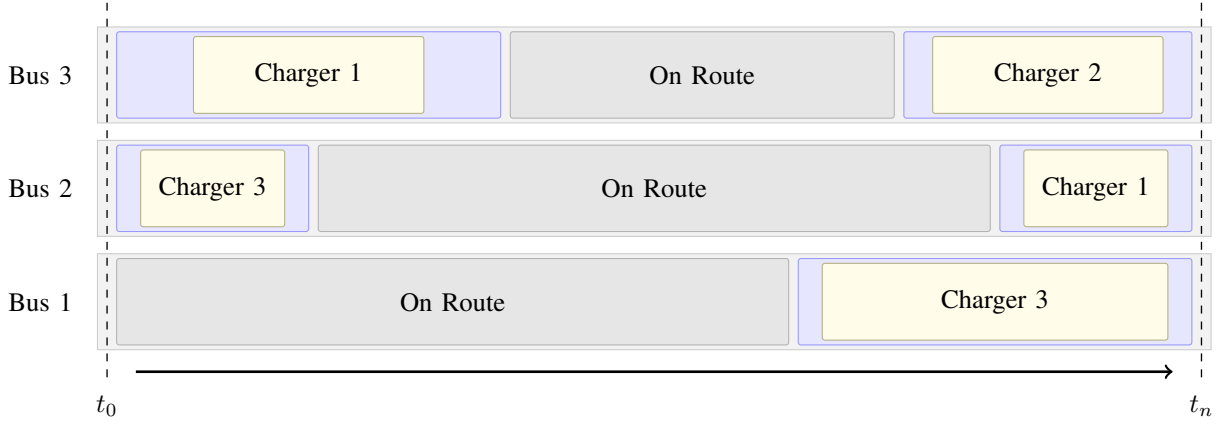 Bus 3
Charger 1
On Route
Charger 2
Bus 2
Charger 3
On Route
Charger 1
Bus 1
On Route
Charger 3
t₀
tₙ